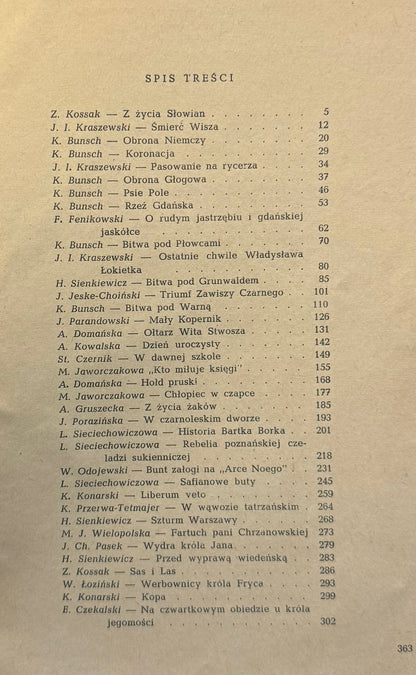 SPIS TREŚCI
Z. Kossak — Z życia Słowian . . . . . . . . 5
J. I. Kraszewski — Śmierć Wisza . . . . . . . 12
K. Bunsch — Obrona Niemczy . . . . . . . . 20
K. Bunsch — Koronacja . . . . . . . . . 29
J. I. Kraszewski — Pasowanie na rycerza . . . . . 34
K. Bunsch — Obrona Głogowa . . . . . . . . 37
K. Bunsch — Psie Pole . . . . . . . . . 46
K. Bunsch — Rzeź Gdańska . . . . . . . . 53
F. Fenikowski — O rudym jastrzębiu i gdańskiej
jaskółce . . . . . . . . . . . 62
K. Bunsch — Bitwa pod Płowcami . . . . . . . 70
J. I. Kraszewski — Ostatnie chwile Władysława
Łokietka . . . . . . . . . . . 80
H. Sienkiewicz — Bitwa pod Grunwaldem . . . . . 85
J. Jeske-Choiński — Triumf Zawiszy Czarnego . . . 101
K. Bunsch — Bitwa pod Warną . . . . . . . 110
J. Parandowski — Mały Kopernik . . . . . . . 126
A. Domańska — Ołtarz Wita Stwosza . . . . . . 131
A. Kowalska — Dzień uroczysty . . . . . . . 142
St. Czernik — W dawnej szkole . . . . . . . 149
M. Jaworczakowa „Kto miłuje księgi" . . . . . . 155
A. Domańska — Hołd pruski . . . . . . . . 168
M. Jaworczakowa — Chłopiec w czapce . . . . . 177
A. Gruszecka — Z życia żaków . . . . . . . 185
J. Porazińska — W czarnoleskim dworze . . . . . 193
L. Sieciechowiczowa — Historia Bartka Borka . . . 201
L. Sieciechowiczowa — Rebelia poznańskiej cze-
ladzi sukienniczej . . . . . . . . . 218
W. Odojewski — Bunt załogi na „Arce Noego" . . . 231
L. Sieciechowiczowa — Safianowe buty . . . . . 245
K. Konarski — Liberum veto . . . . . . . . 259
K. Przerwa-Tetmajer — W wąwozie tatrzańskim . . 264
H. Sienkiewicz — Szturm Warszawy . . . . . . 268
M. J. Wielopolska — Fartuch pani Chrzanowskiej 273
J. Ch. Pasek — Wydra króla Jana . . . . . . . 279
H. Sienkiewicz — Przed wyprawą wiedeńską . . . 283
Z. Kossak — Sas i Las . . . . . . . . . 286
W. Łoziński — Werbownicy króla Fryca . . . . . 293
K. Konarski — Kopa . . . . . . . . . . 299
E. Czekalski — Na czwartkowym obiedzie u króla
jegomości . . . . . . . . . . . 302
363